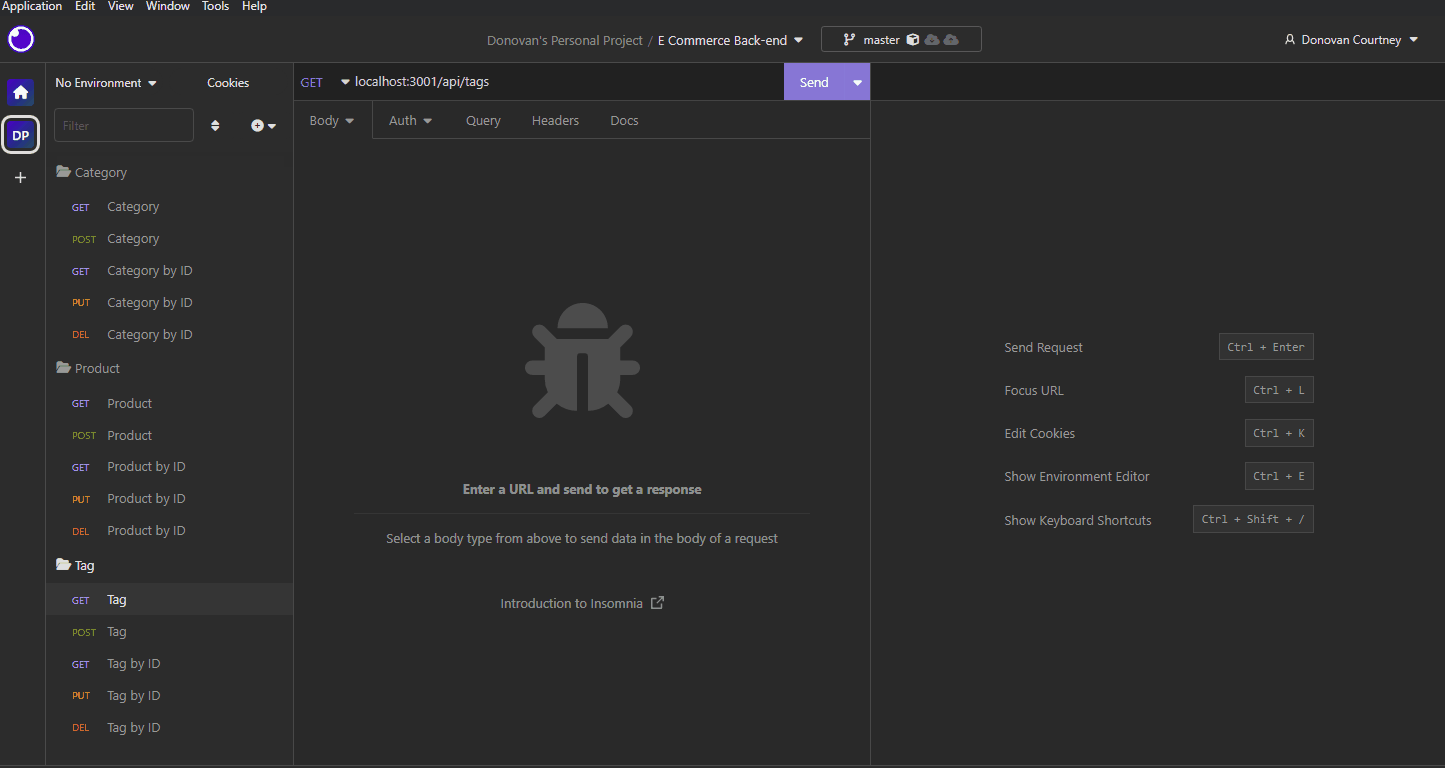 Application Edit View Window Tools Help
Donovan's Personal Project / E Commerce Back-end
master
Donovan Courtney
DP
No Environment
Cookies
Filter
Category
GET Category
POST Category
GET Category by ID
PUT Category by ID
DEL Category by ID
Product
GET Product
POST Product
GET Product by ID
PUT Product by ID
DEL Product by ID
Tag
GET Tag
POST Tag
GET Tag by ID
PUT Tag by ID
DEL Tag by ID
GET localhost:3001/api/tags Send
Body Auth Query Headers Docs
Enter a URL and send to get a response
Select a body type from above to send data in the body of a request
Introduction to Insomnia
Send Request Ctrl + Enter
Focus URL Ctrl + L
Edit Cookies Ctrl + K
Show Environment Editor Ctrl + E
Show Keyboard Shortcuts Ctrl + Shift + /